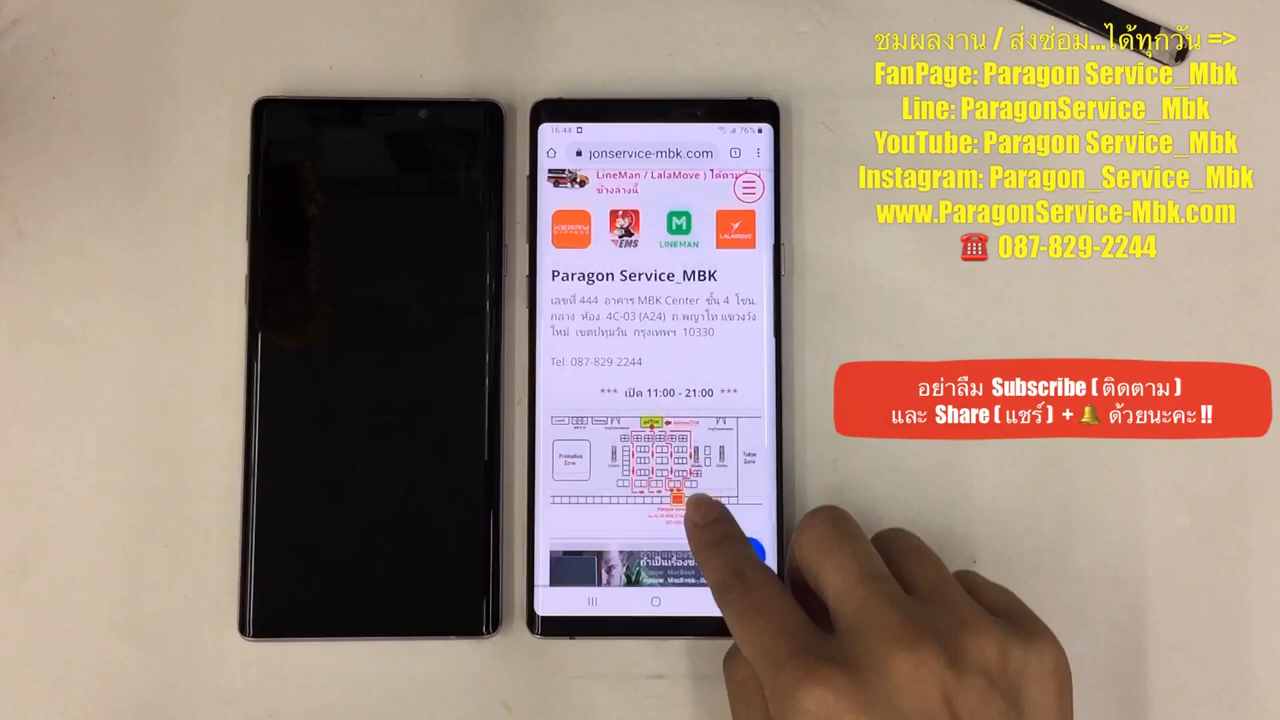 ชมผลงาน / ส่งซ่อม...ได้ทุกวัน =>
FanPage: Paragon Service_Mbk
Line: ParagonService_Mbk
YouTube: Paragon Service_Mbk
Instagram: Paragon_Service_Mbk
www.ParagonService-Mbk.com
☎️ 087-829-2244
16:44 76%
jonservice-mbk.com
LineMan / LalaMove ) ได้ตาม
ข้างล่างนี้
KERRY EXPRESS
EMS
LINEMAN
LALAMOVE
Paragon Service_MBK
เลขที่ 444 อาคาร MBK Center ชั้น 4 โซน
กลาง ห้อง 4C-03 (A24) ถ.พญาไท แขวงวัง
ใหม่ เขตปทุมวัน กรุงเทพฯ 10330
Tel. 087-829 2244
*** เปิด 11:00 - 21:00 ***
Promotion
Zone
Tokyo
Zone
อย่าลืม Subscribe ( ติดตาม )
และ Share ( แชร์ ) + 🔔 ด้วยนะคะ !!